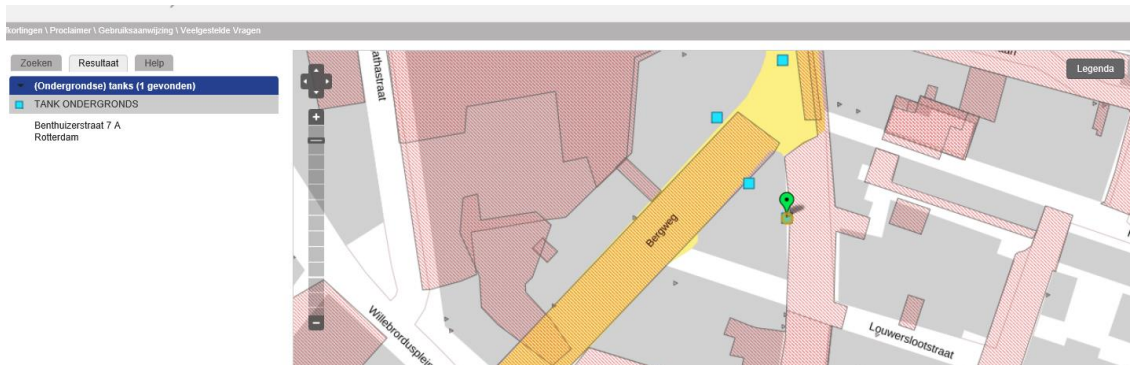 kortingen \ Proclaimer \ Gebruiksaanwijzing \ Veelgestelde Vragen
Zoeken
Resultaat
Help
(Ondergrondse) tanks (1 gevonden)
TANK ONDERGRONDS
Benthuizerstraat 7 A
Rotterdam
Legenda
athastraat
Bergweg
Willebrordusplein
Louwerslootstraat